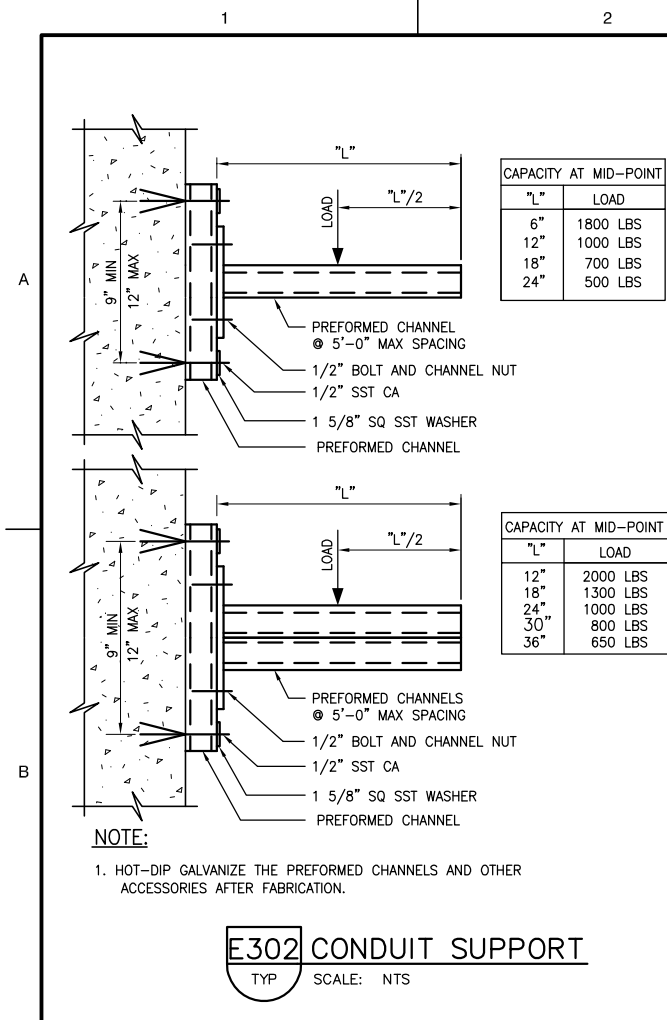 1
2
A
"L"
"L"/2
LOAD
9" MIN
12" MAX
PREFORMED CHANNEL
@ 5'-0" MAX SPACING
1/2" BOLT AND CHANNEL NUT
1/2" SST CA
1 5/8" SQ SST WASHER
PREFORMED CHANNEL
CAPACITY AT MID-POINT
"L" LOAD
6" 1800 LBS
12" 1000 LBS
18" 700 LBS
24" 500 LBS
B
"L"
"L"/2
LOAD
9" MIN
12" MAX
PREFORMED CHANNELS
@ 5'-0" MAX SPACING
1/2" BOLT AND CHANNEL NUT
1/2" SST CA
1 5/8" SQ SST WASHER
PREFORMED CHANNEL
CAPACITY AT MID-POINT
"L" LOAD
12" 2000 LBS
18" 1300 LBS
24" 1000 LBS
30" 800 LBS
36" 650 LBS
NOTE:
1. HOT-DIP GALVANIZE THE PREFORMED CHANNELS AND OTHER
ACCESSORIES AFTER FABRICATION.
E302 CONDUIT SUPPORT
TYP SCALE: NTS